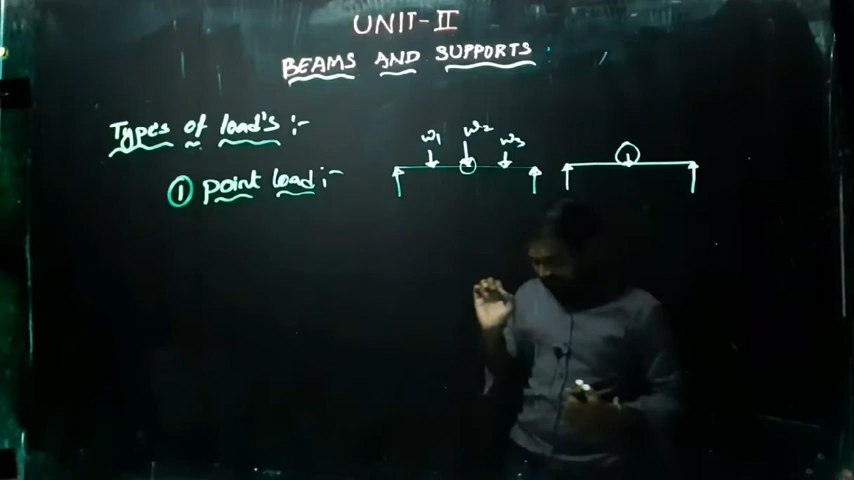 UNIT-II
BEAMS AND SUPPORTS
Types of load's :-
① point load :-
w1 w2 w3